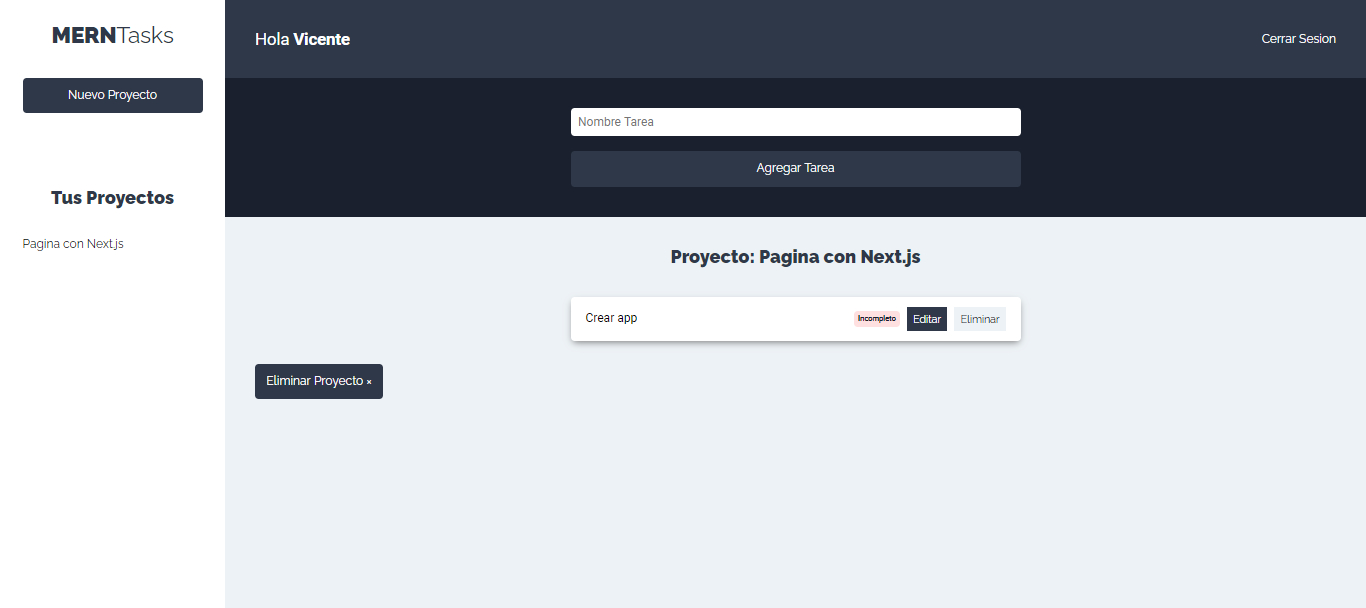 MERNTasks
Nuevo Proyecto
Tus Proyectos
Pagina con Next.js
Hola Vicente
Cerrar Sesion
Nombre Tarea
Agregar Tarea
Proyecto: Pagina con Next.js
Crear app
Incompleto
Editar
Eliminar
Eliminar Proyecto ×